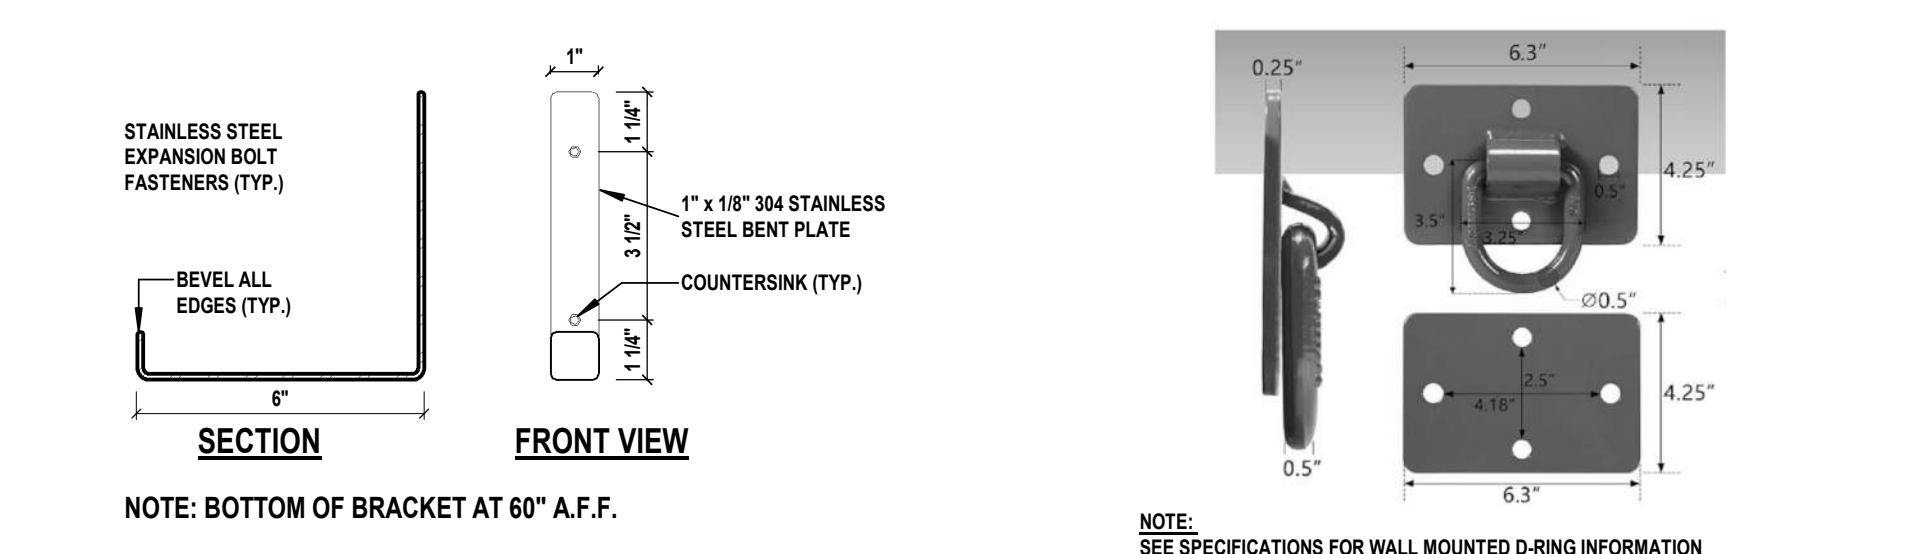 STAINLESS STEEL
EXPANSION BOLT
FASTENERS (TYP.)
BEVEL ALL
EDGES (TYP.)
6"
SECTION
1"
1 1/4"
3 1/2"
1 1/4"
1" x 1/8" 304 STAINLESS
STEEL BENT PLATE
COUNTERSINK (TYP.)
FRONT VIEW
NOTE: BOTTOM OF BRACKET AT 60" A.F.F.
0.25"
6.3"
4.25"
0.5"
3.5"
3.25"
Ø0.5"
2.5"
4.18"
4.25"
0.5"
6.3"
NOTE:
SEE SPECIFICATIONS FOR WALL MOUNTED D-RING INFORMATION